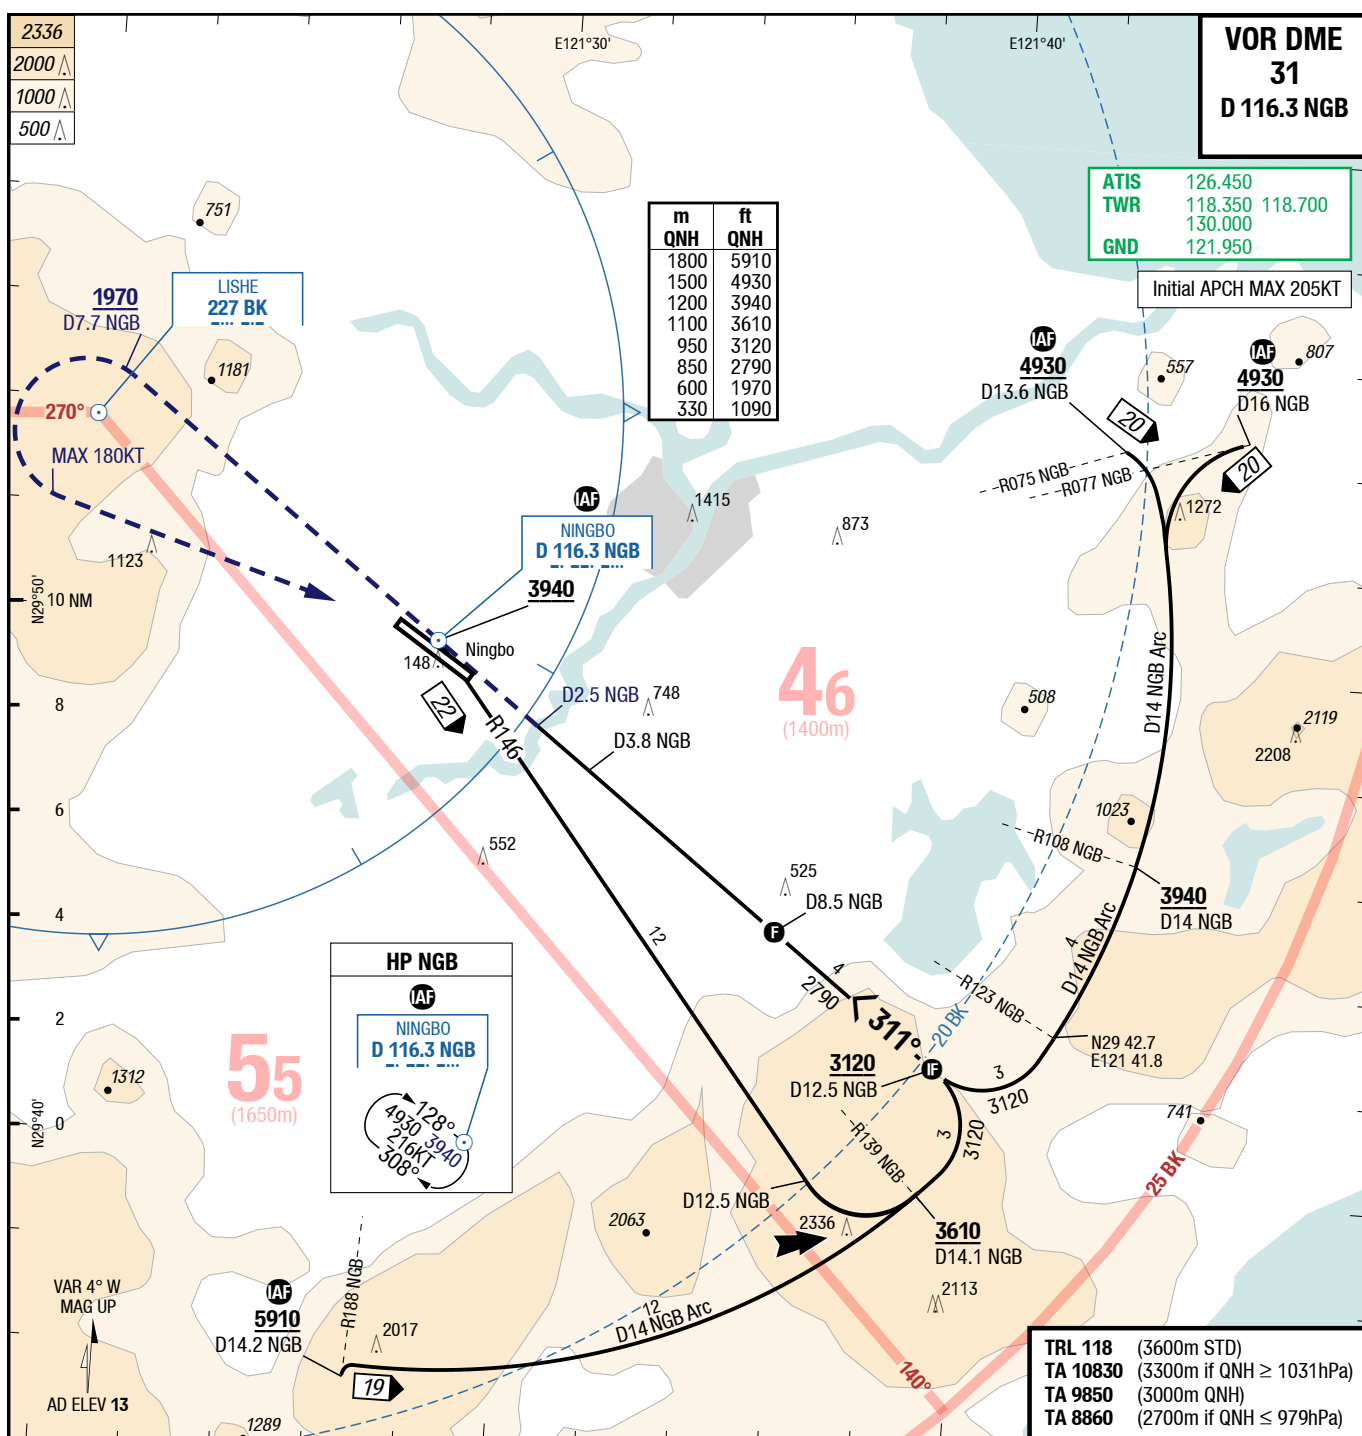 2336
2000
1000
500
E121°30'
E121°40'
VOR DME
31
D 116.3 NGB
ATIS 126.450
TWR 118.350 118.700
130.000
GND 121.950
Initial APCH MAX 205KT
m ft
QNH QNH
1800 5910
1500 4930
1200 3940
1100 3610
950 3120
850 2790
600 1970
330 1090
751
1970
D7.7 NGB
LISHE
227 BK
1181
270°
MAX 180KT
1123
IAF
4930
D13.6 NGB
557
IAF
4930
D16 NGB
807
20
20
R075 NGB
R077 NGB
1272
1415
873
IAF
NINGBO
D 116.3 NGB
3940
N29°50'
10 NM
8
6
4
2
0
N29°40'
148
Ningbo
22
R146
D2.5 NGB
748
D3.8 NGB
46
(1400m)
508
D14 NGB Arc
2119
2208
1023
R108 NGB
3940
D14 NGB
552
525
D8.5 NGB
F
12
4
D14 NGB Arc
R123 NGB
4
2790
311°
20 BK
N29 42.7
E121 41.8
3120
D12.5 NGB
IF
3
3120
3
3120
R139 NGB
HP NGB
IAF
NINGBO
D 116.3 NGB
128°
4930 3940
216KT
308°
55
(1650m)
1312
741
25 BK
D12.5 NGB
2063
2336
3610
D14.1 NGB
2113
R188 NGB
IAF
5910
D14.2 NGB
2017
19
12
D14 NGB Arc
140°
VAR 4° W
MAG UP
AD ELEV 13
1289
TRL 118 (3600m STD)
TA 10830 (3300m if QNH ≥ 1031hPa)
TA 9850 (3000m QNH)
TA 8860 (2700m if QNH ≤ 979hPa)